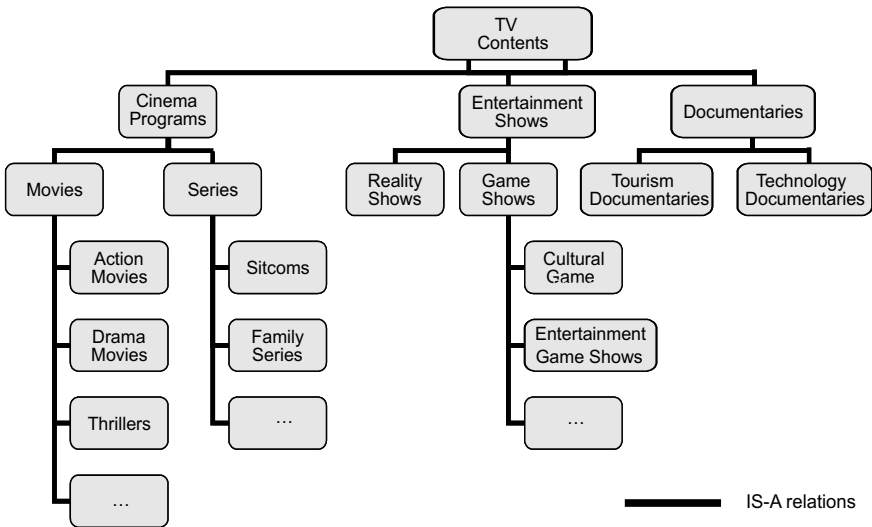 TV
Contents
Cinema
Programs
Entertainment
Shows
Documentaries
Movies
Series
Reality
Shows
Game
Shows
Tourism
Documentaries
Technology
Documentaries
Action
Movies
Sitcoms
Cultural
Game
Drama
Movies
Family
Series
Entertainment
Game Shows
Thrillers
...
...
...
IS-A relations